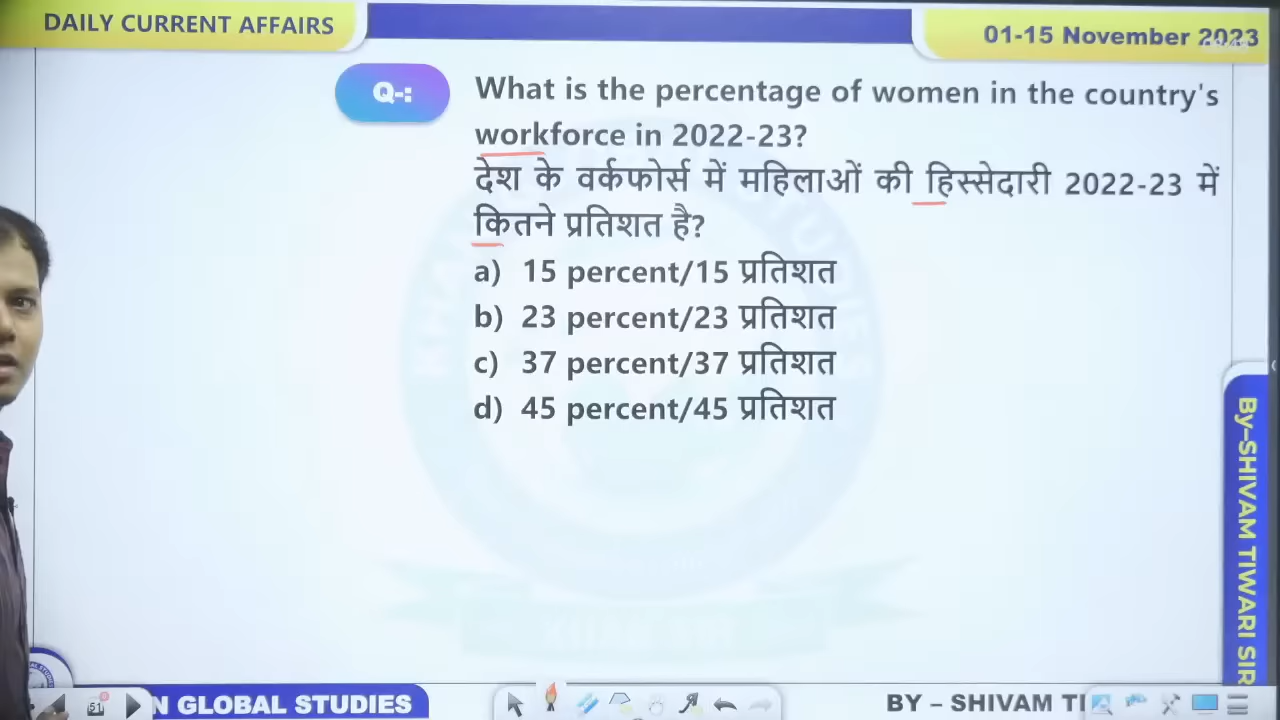 DAILY CURRENT AFFAIRS
01-15 November 2023
Q-:
What is the percentage of women in the country's
workforce in 2022-23?
देश के वर्कफोर्स में महिलाओं की हिस्सेदारी 2022-23 में
कितने प्रतिशत है?
a) 15 percent/15 प्रतिशत
b) 23 percent/23 प्रतिशत
c) 37 percent/37 प्रतिशत
d) 45 percent/45 प्रतिशत
By-SHIVAM TIWARI SIR
51
N GLOBAL STUDIES
BY – SHIVAM TI